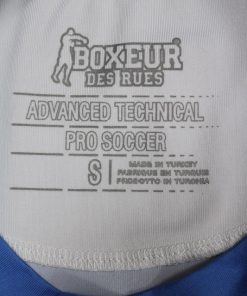 BOXEUR
DES RUES
ADVANCED TECHNICAL
PRO SOCCER
S
MADE IN TURKEY
FABRIQUE EN TURQUIE
PRODOTTO IN TURCHIA